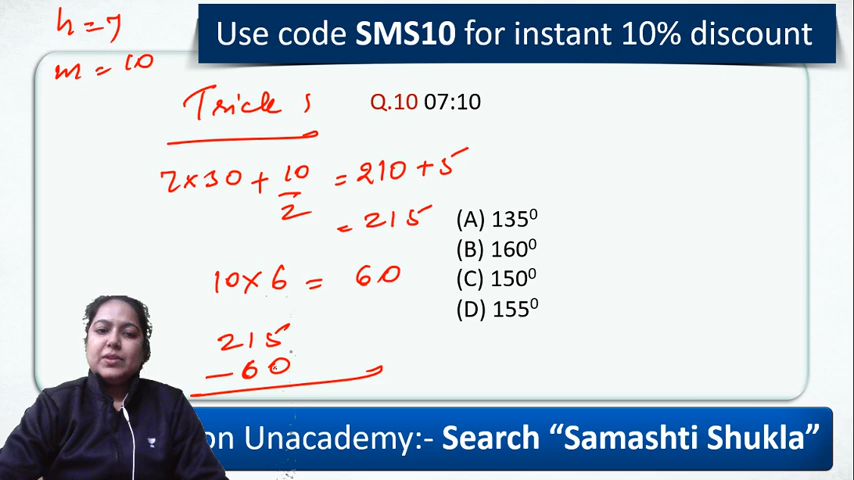 h = 7
m = 10
Use code SMS10 for instant 10% discount
Trick :
Q.10 07:10
7×30 + 10/2 = 210 + 5
= 215
10×6 = 60
215
- 60
(A) 135⁰
(B) 160⁰
(C) 150⁰
(D) 155⁰
on Unacademy:- Search “Samashti Shukla”